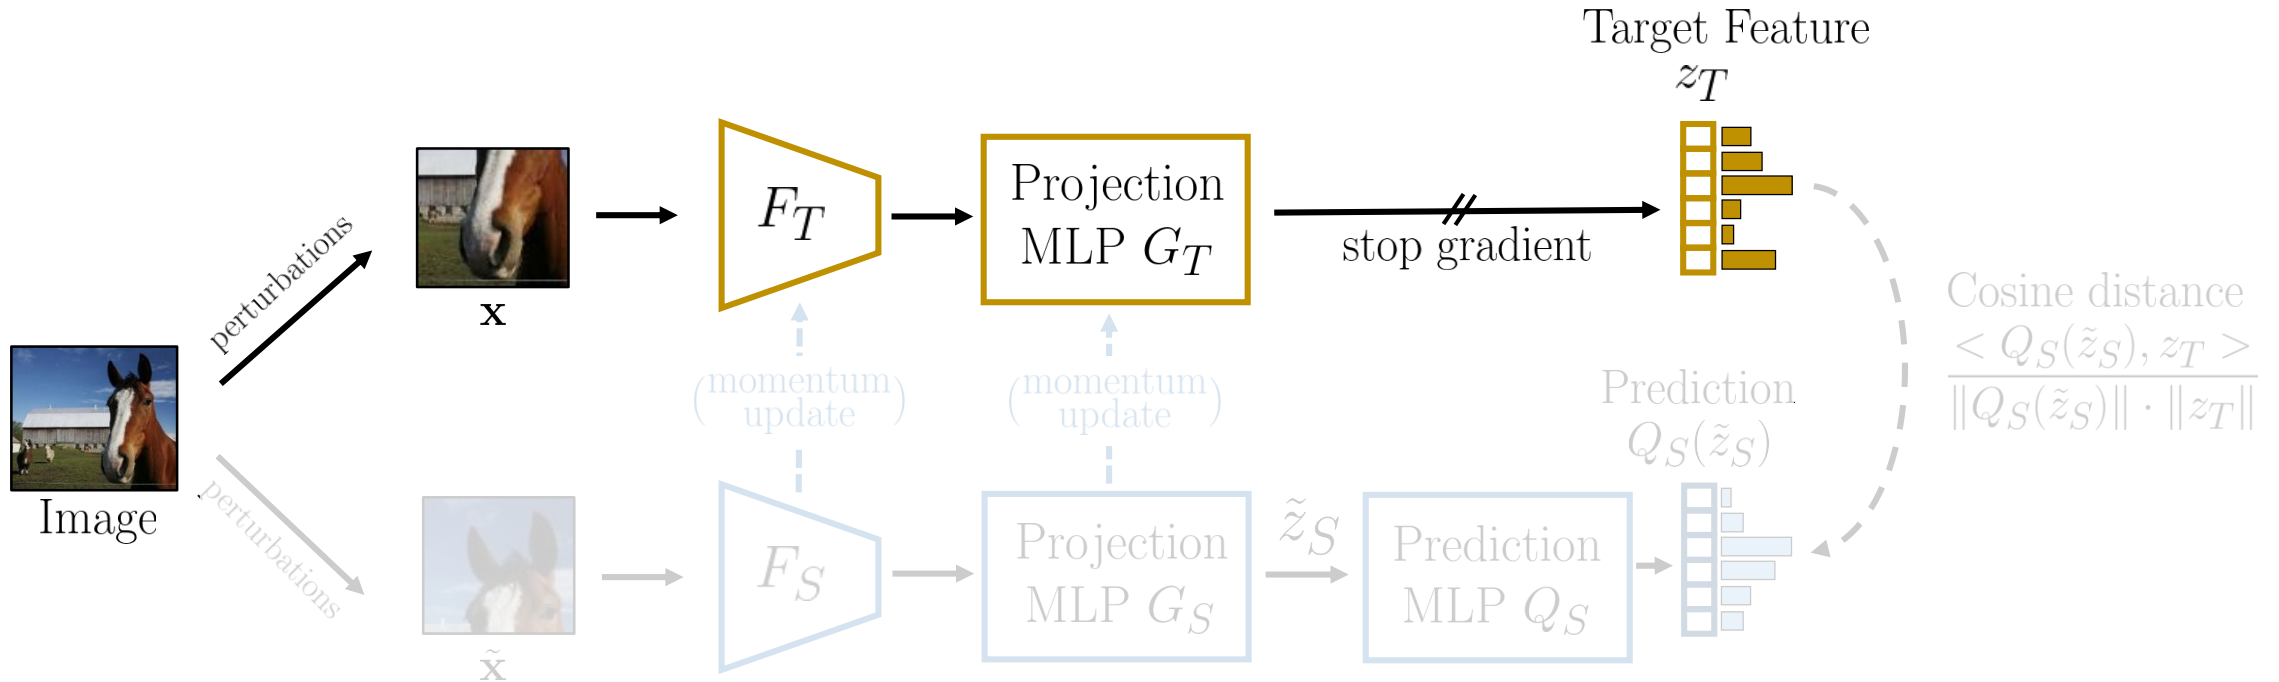 Target Feature
z_T
perturbations
x
F_T
Projection
MLP G_T
stop gradient
Cosine distance
< Q_S(z̃_S), z_T >
‖Q_S(z̃_S)‖ · ‖z_T‖
(momentum
update)
(momentum
update)
Prediction
Q_S(z̃_S)
Image
perturbations
x̃
F_S
Projection
MLP G_S
z̃_S
Prediction
MLP Q_S